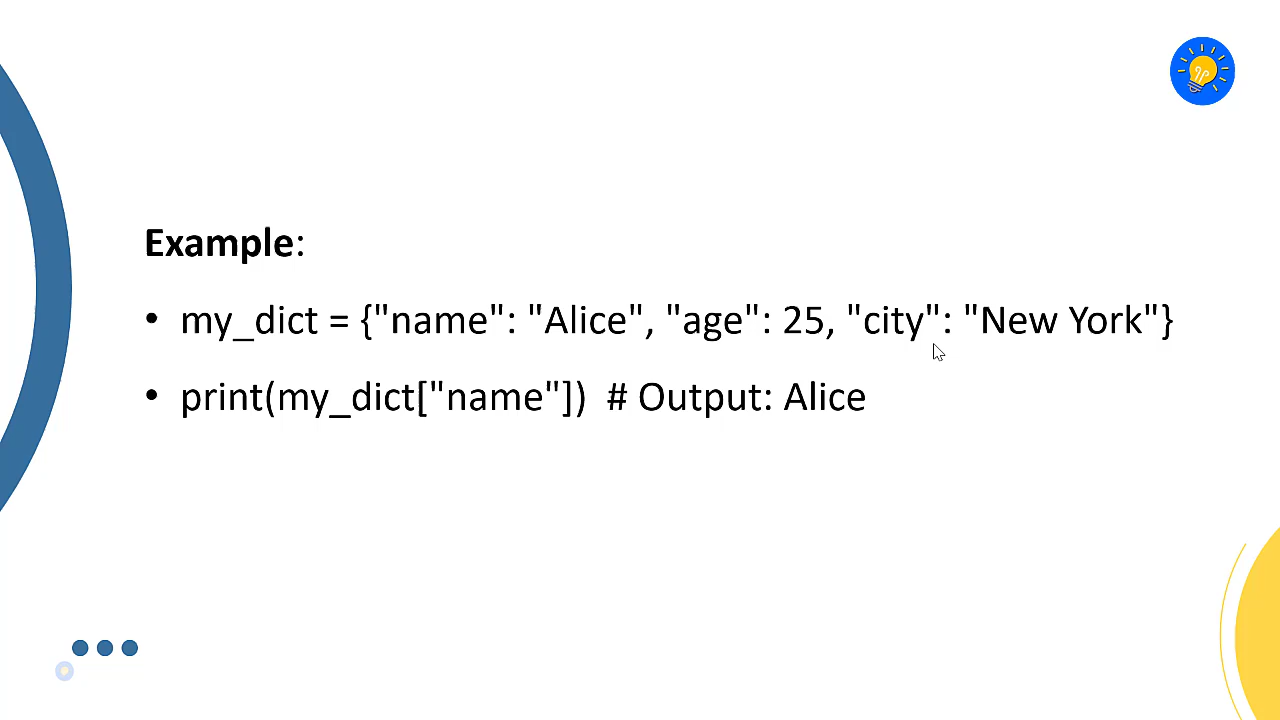 Example:
• my_dict = {"name": "Alice", "age": 25, "city": "New York"}
• print(my_dict["name"])  # Output: Alice